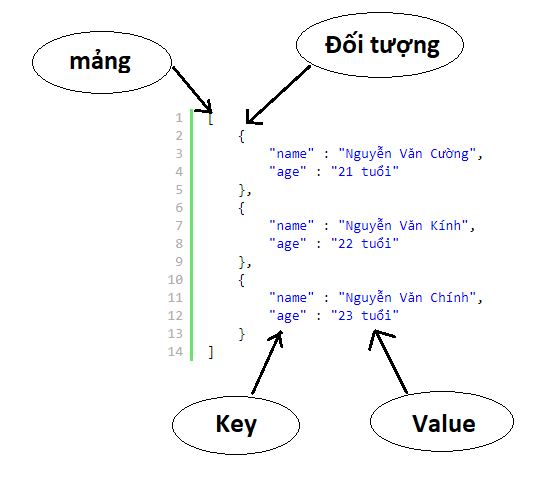 Đối tượng
mảng
1 [
2 {
3 "name" : "Nguyễn Văn Cường",
4 "age" : "21 tuổi"
5 },
6 {
7 "name" : "Nguyễn Văn Kính",
8 "age" : "22 tuổi"
9 },
10 {
11 "name" : "Nguyễn Văn Chính",
12 "age" : "23 tuổi"
13 }
14 ]
Key
Value